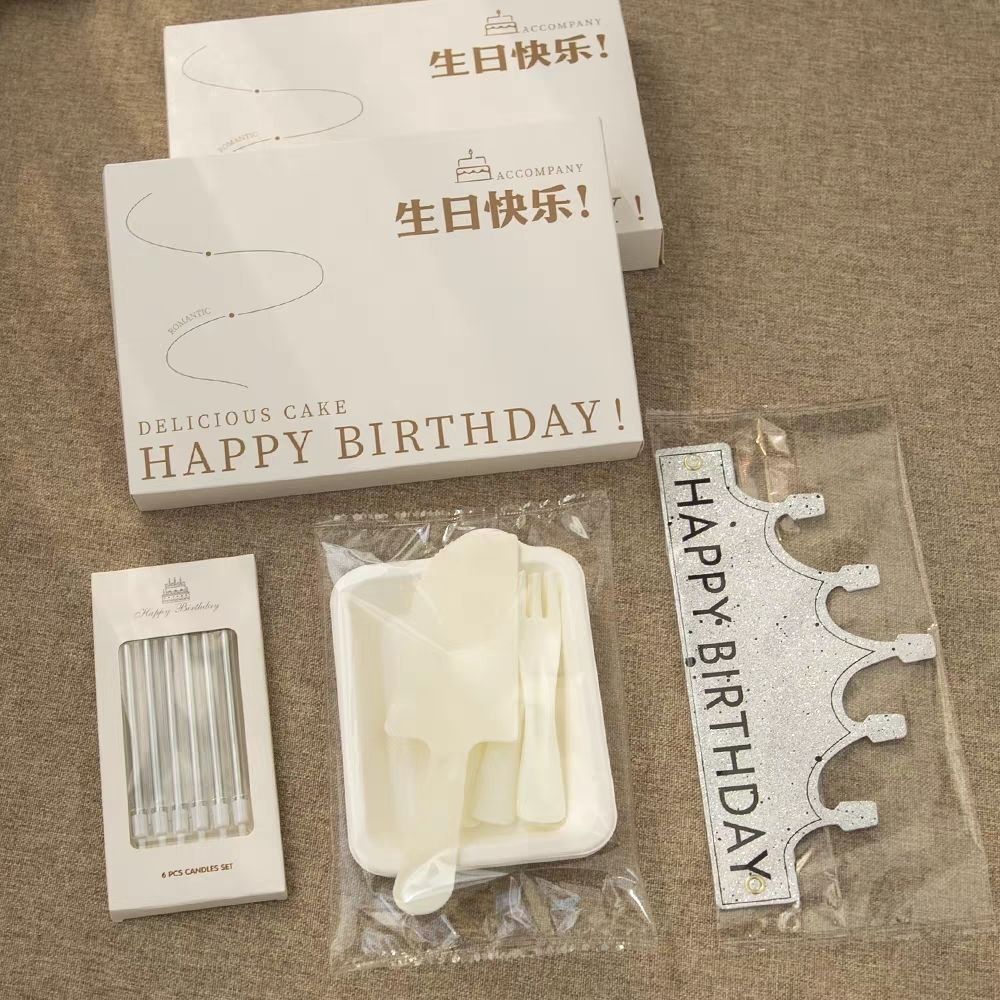 ACCOMPANY
生日快乐!
ROMANTIC
Y!
ACCOMPANY
生日快乐!
ROMANTIC
DELICIOUS CAKE
HAPPY BIRTHDAY!
Happy Birthday
6 PCS CANDLES SET
HAPPY BIRTHDAY